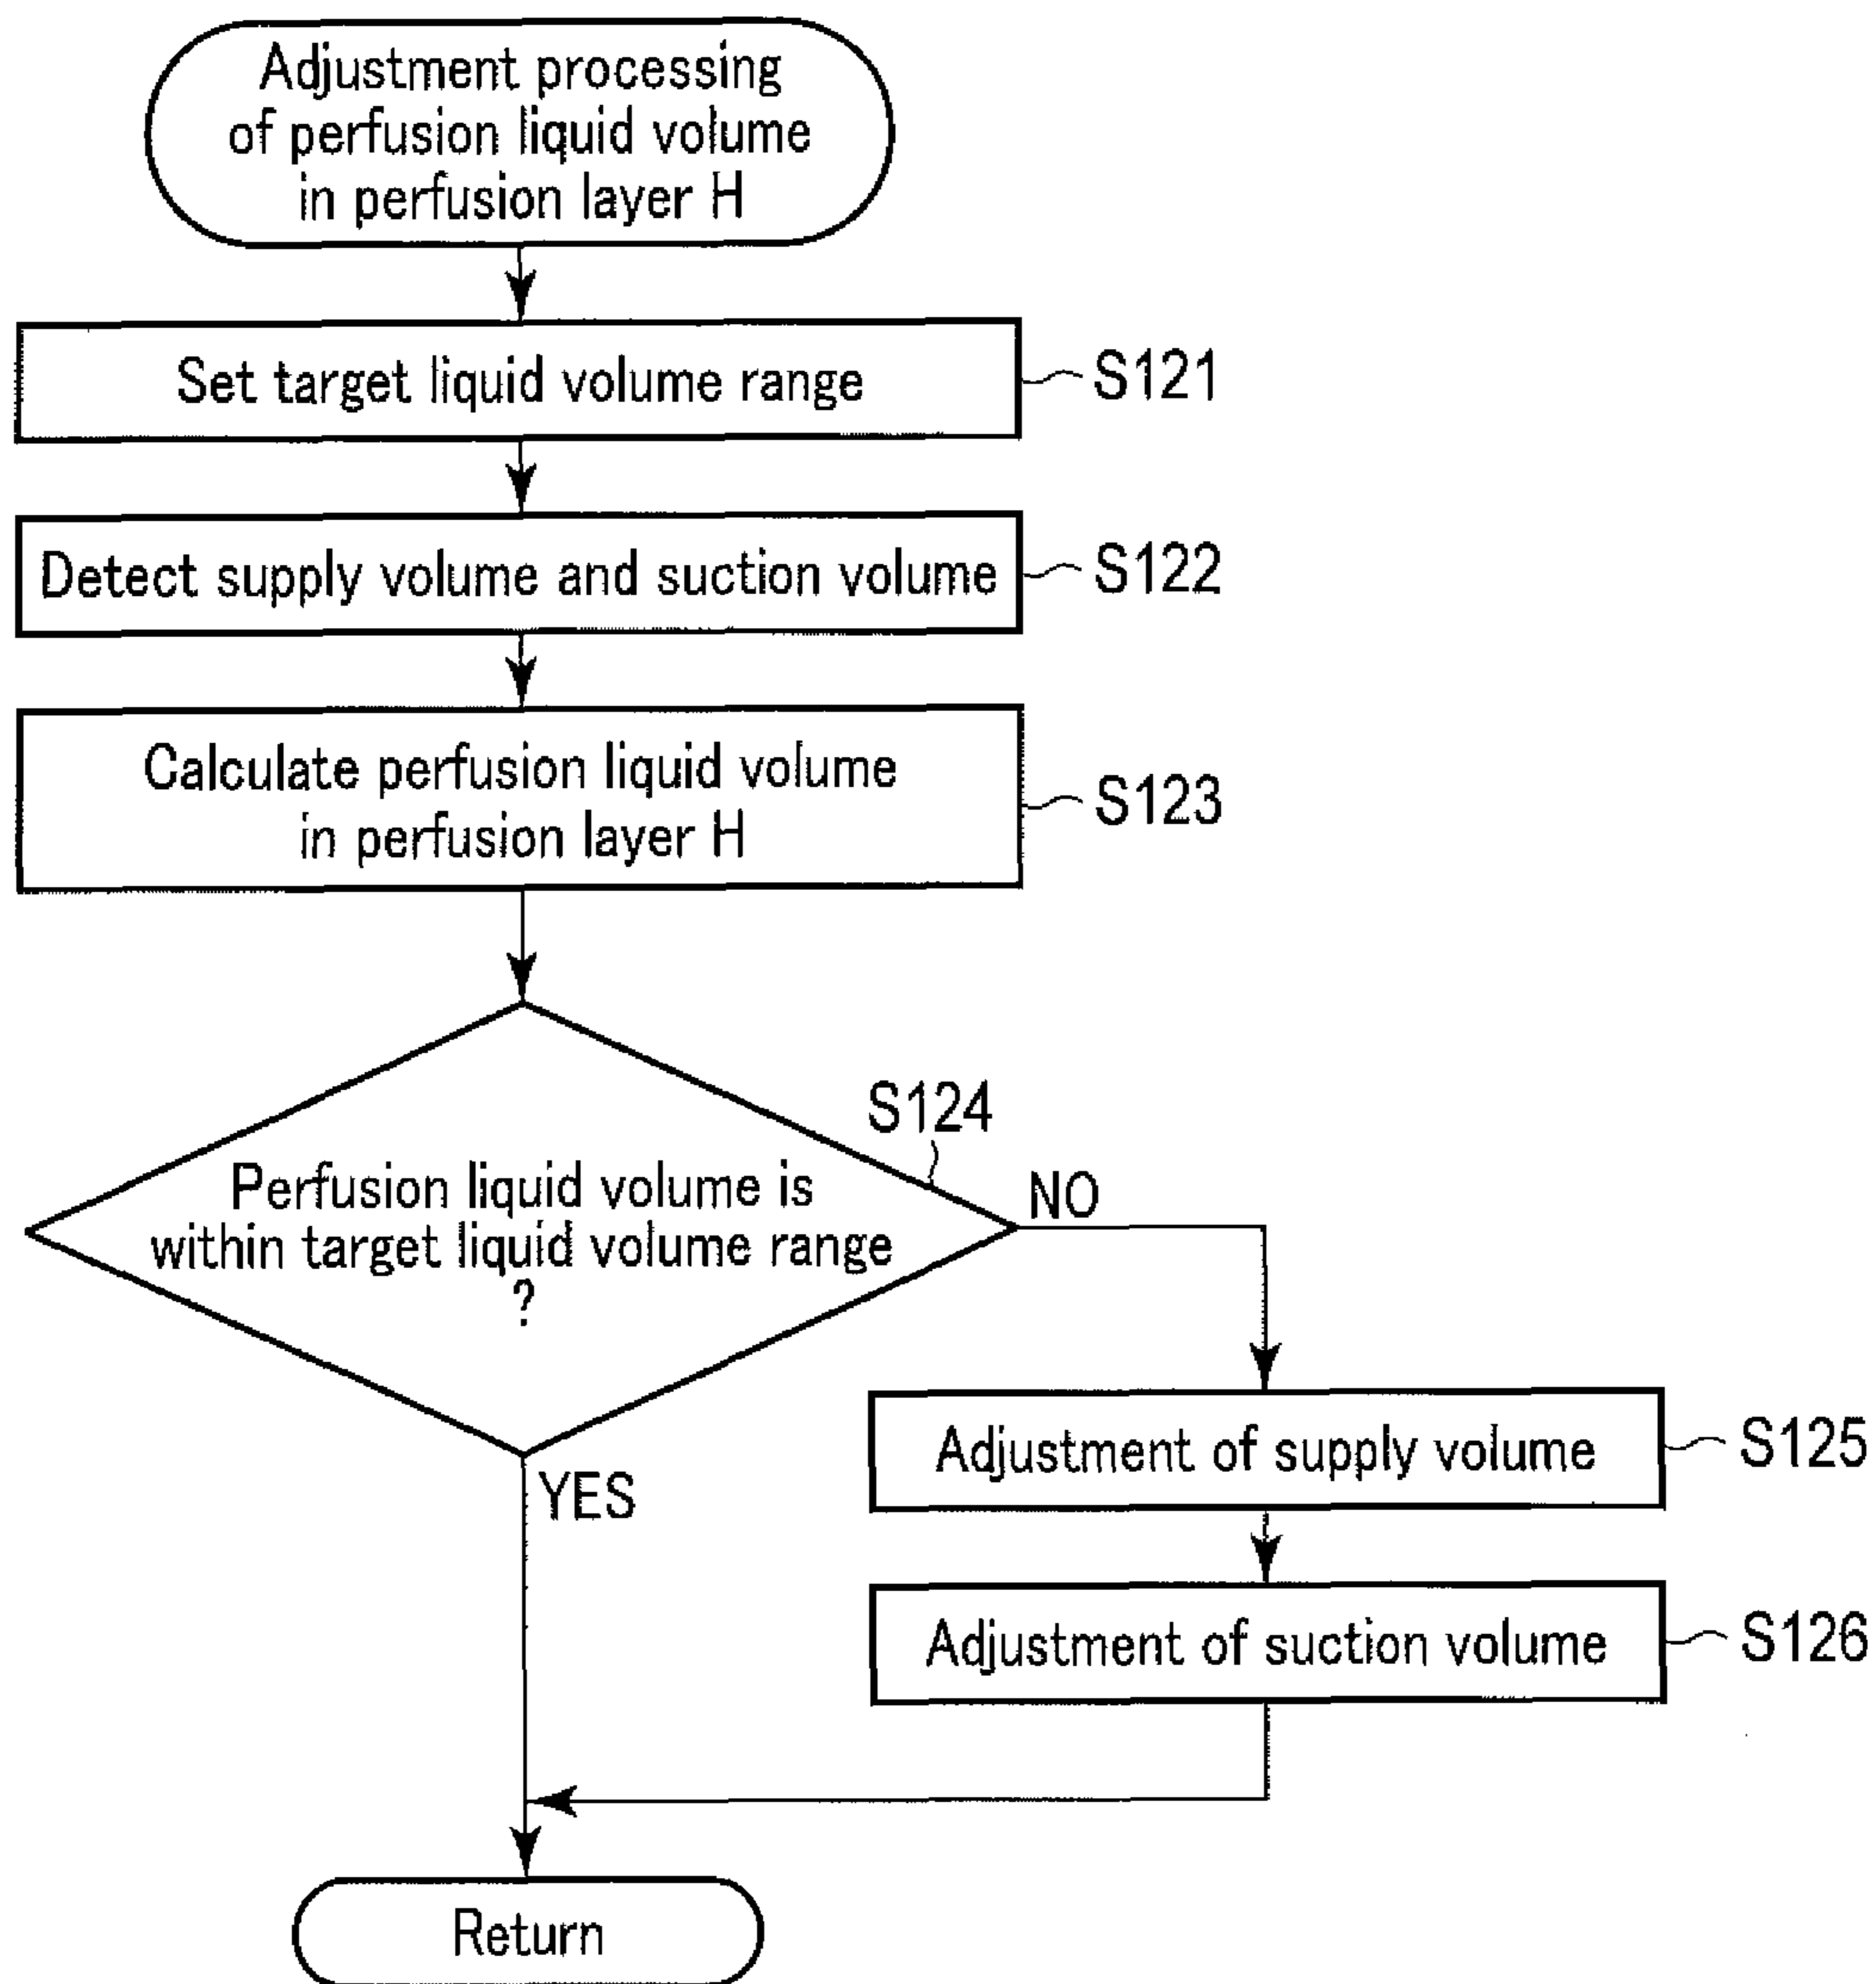 Adjustment processing
of perfusion liquid volume
in perfusion layer H
Set target liquid volume range
S121
Detect supply volume and suction volume
S122
Calculate perfusion liquid volume
in perfusion layer H
S123
S124
Perfusion liquid volume is
within target liquid volume range
?
NO
YES
Adjustment of supply volume
S125
Adjustment of suction volume
S126
Return